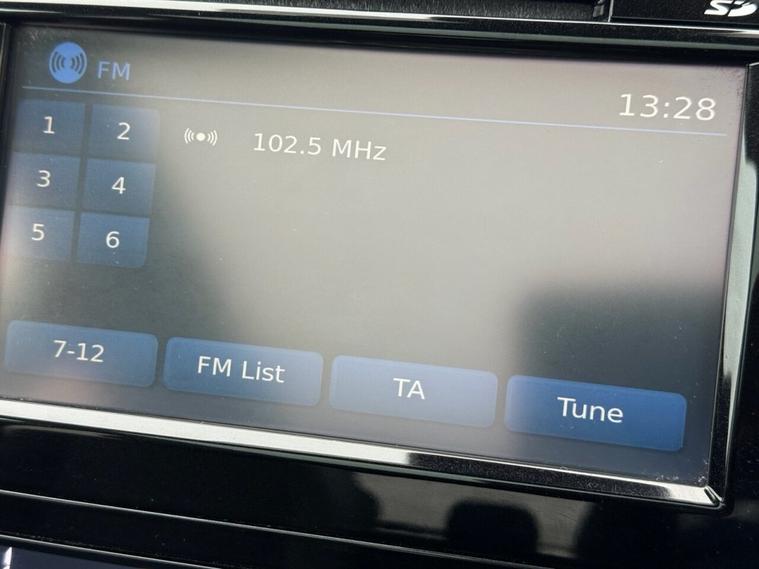 SD
FM
13:28
1 2
102.5 MHz
3 4
5 6
7-12 FM List TA Tune